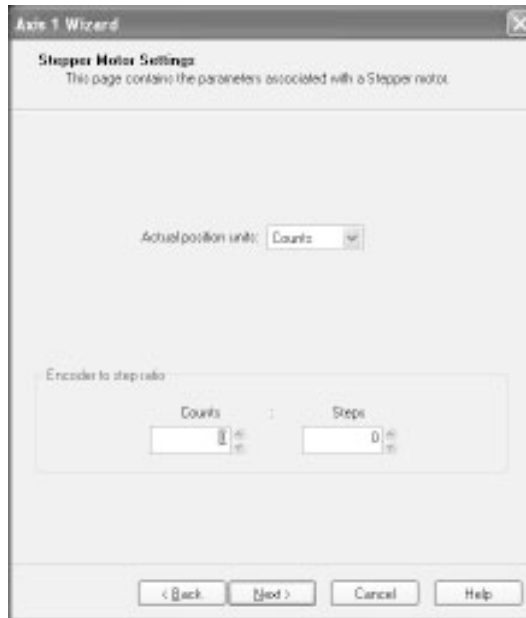 Axis 1 Wizard
Stepper Motor Settings
This page contains the parameters associated with a Stepper motor.
Actual position units: Counts
Encoder to step ratio
Counts : Steps
0 0
< Back Next > Cancel Help